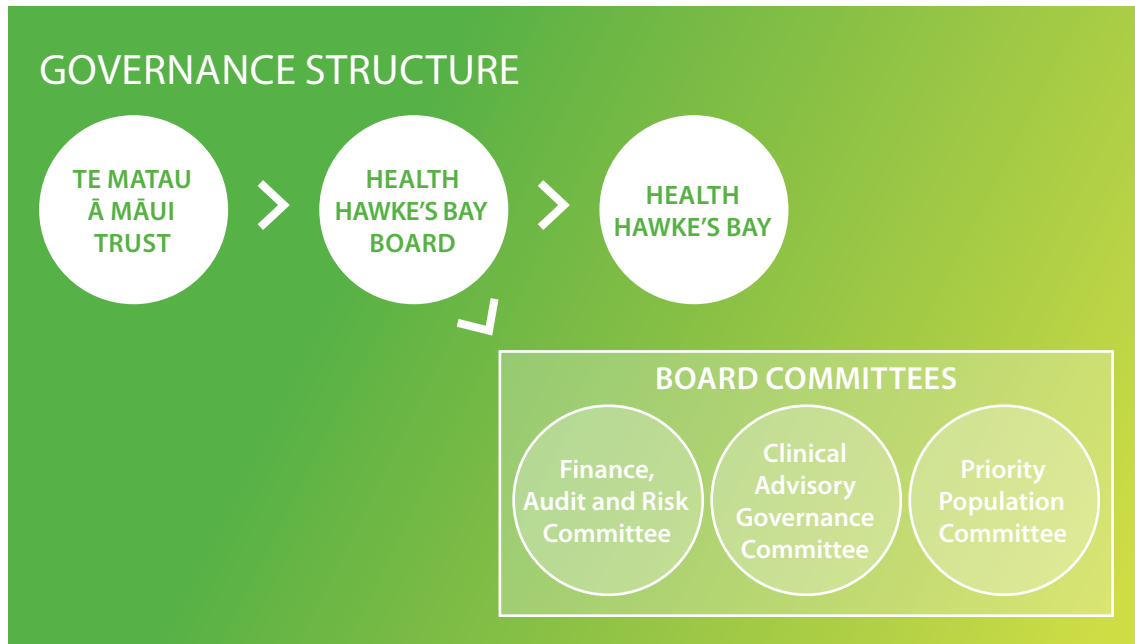 GOVERNANCE STRUCTURE
TE MATAU
Ā MĀUI
TRUST
HEALTH
HAWKE'S BAY
BOARD
HEALTH
HAWKE'S BAY
BOARD COMMITTEES
Finance,
Audit and Risk
Committee
Clinical
Advisory
Governance
Committee
Priority
Population
Committee